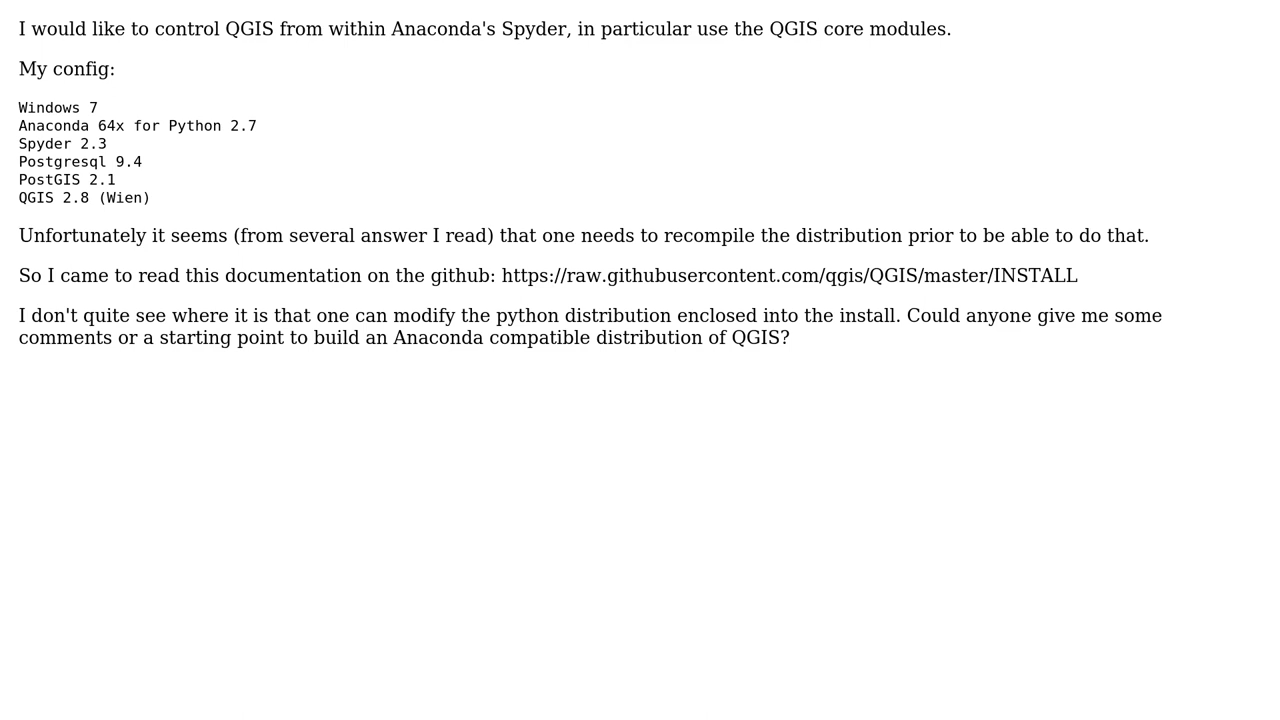 I would like to control QGIS from within Anaconda's Spyder, in particular use the QGIS core modules.
My config:
Windows 7
Anaconda 64x for Python 2.7
Spyder 2.3
Postgresql 9.4
PostGIS 2.1
QGIS 2.8 (Wien)
Unfortunately it seems (from several answer I read) that one needs to recompile the distribution prior to be able to do that.
So I came to read this documentation on the github: https://raw.githubusercontent.com/qgis/QGIS/master/INSTALL
I don't quite see where it is that one can modify the python distribution enclosed into the install. Could anyone give me some
comments or a starting point to build an Anaconda compatible distribution of QGIS?